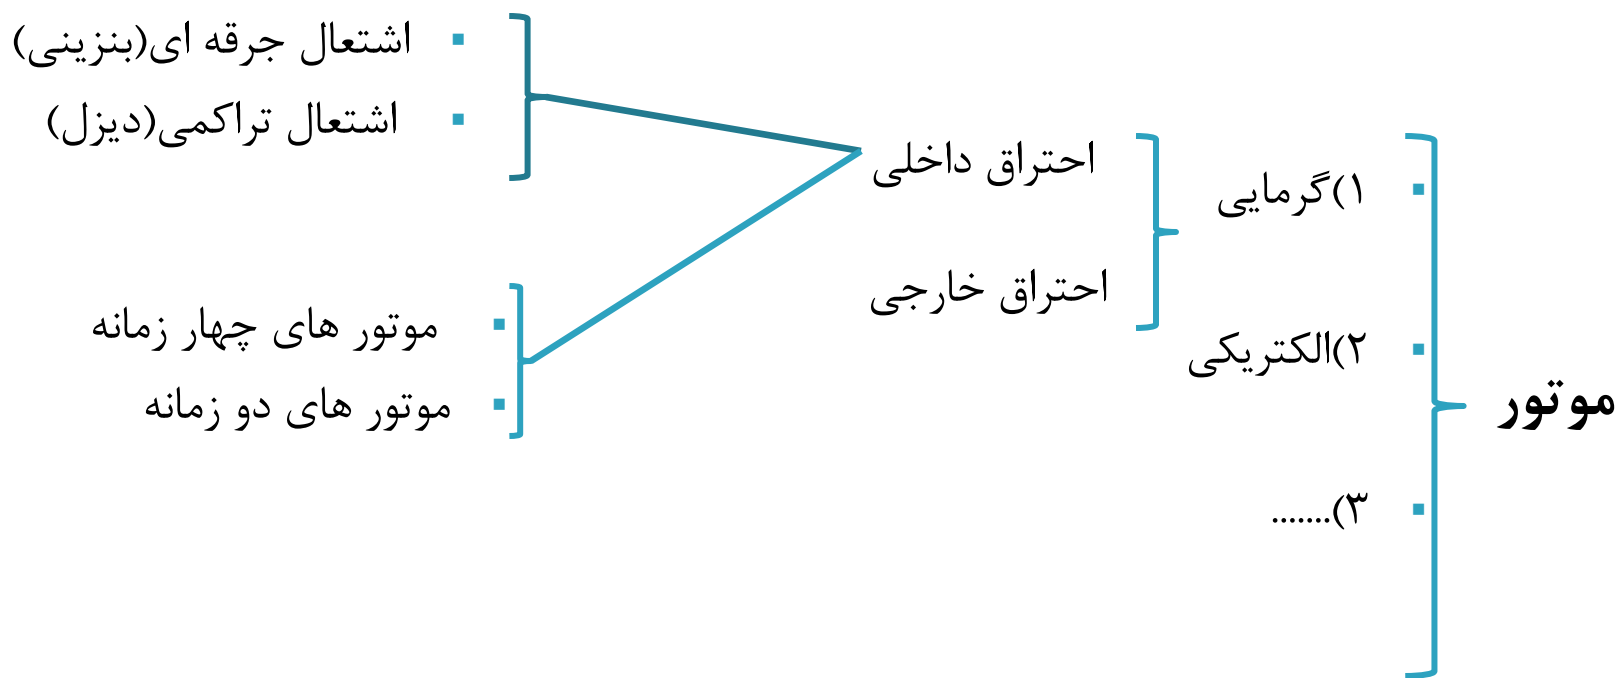 موتور
۱)گرمایی
۲)الکتریکی
۳).......
احتراق داخلی
احتراق خارجی
اشتعال جرقه ای(بنزینی)
اشتعال تراکمی(دیزل)
موتور های چهار زمانه
موتور های دو زمانه